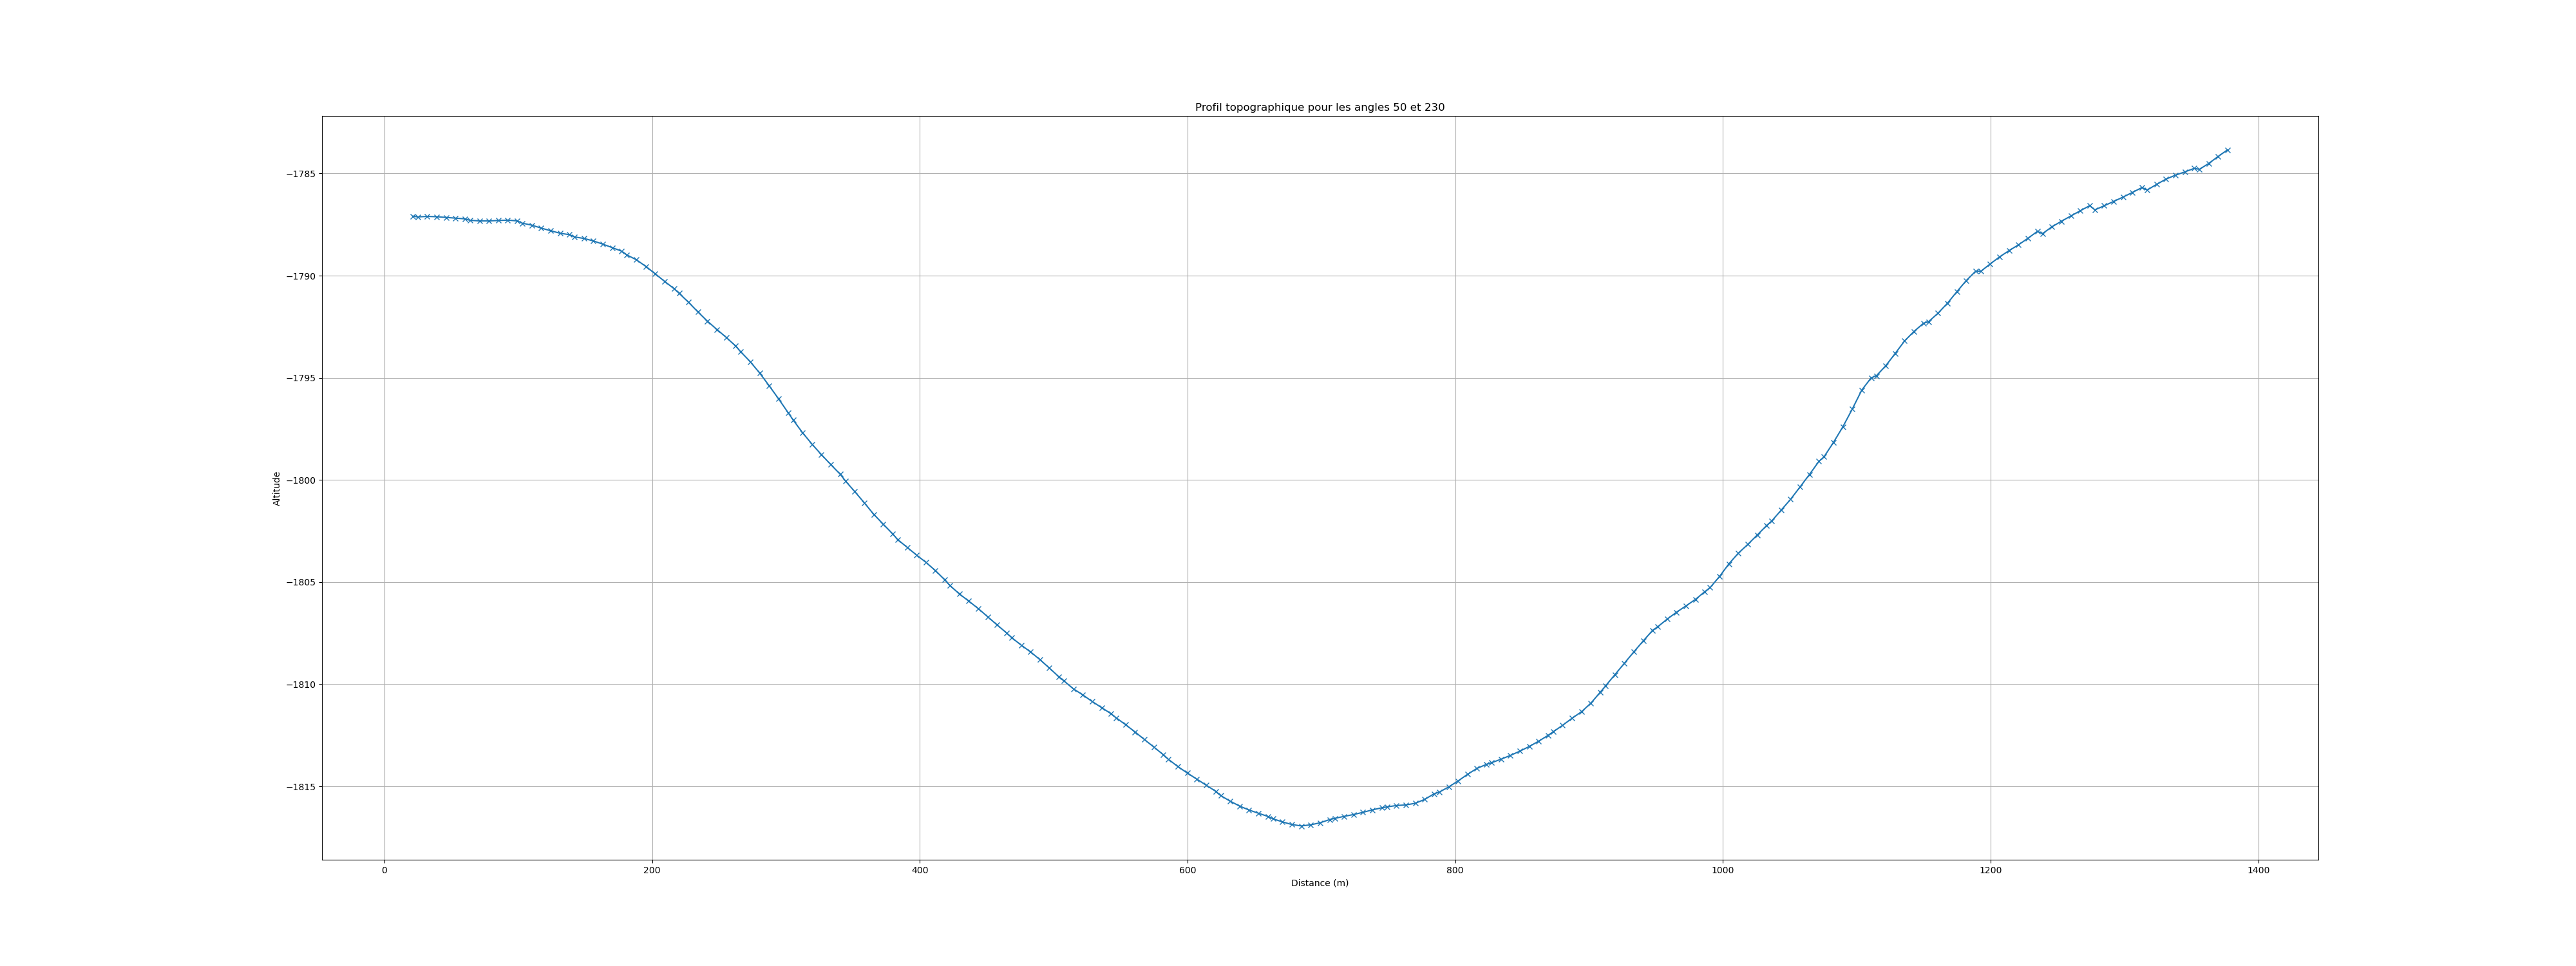 Profil topographique pour les angles 50 et 230
−1785
−1790
−1795
−1800
−1805
−1810
−1815
Altitude
0 200 400 600 800 1000 1200 1400
Distance (m)